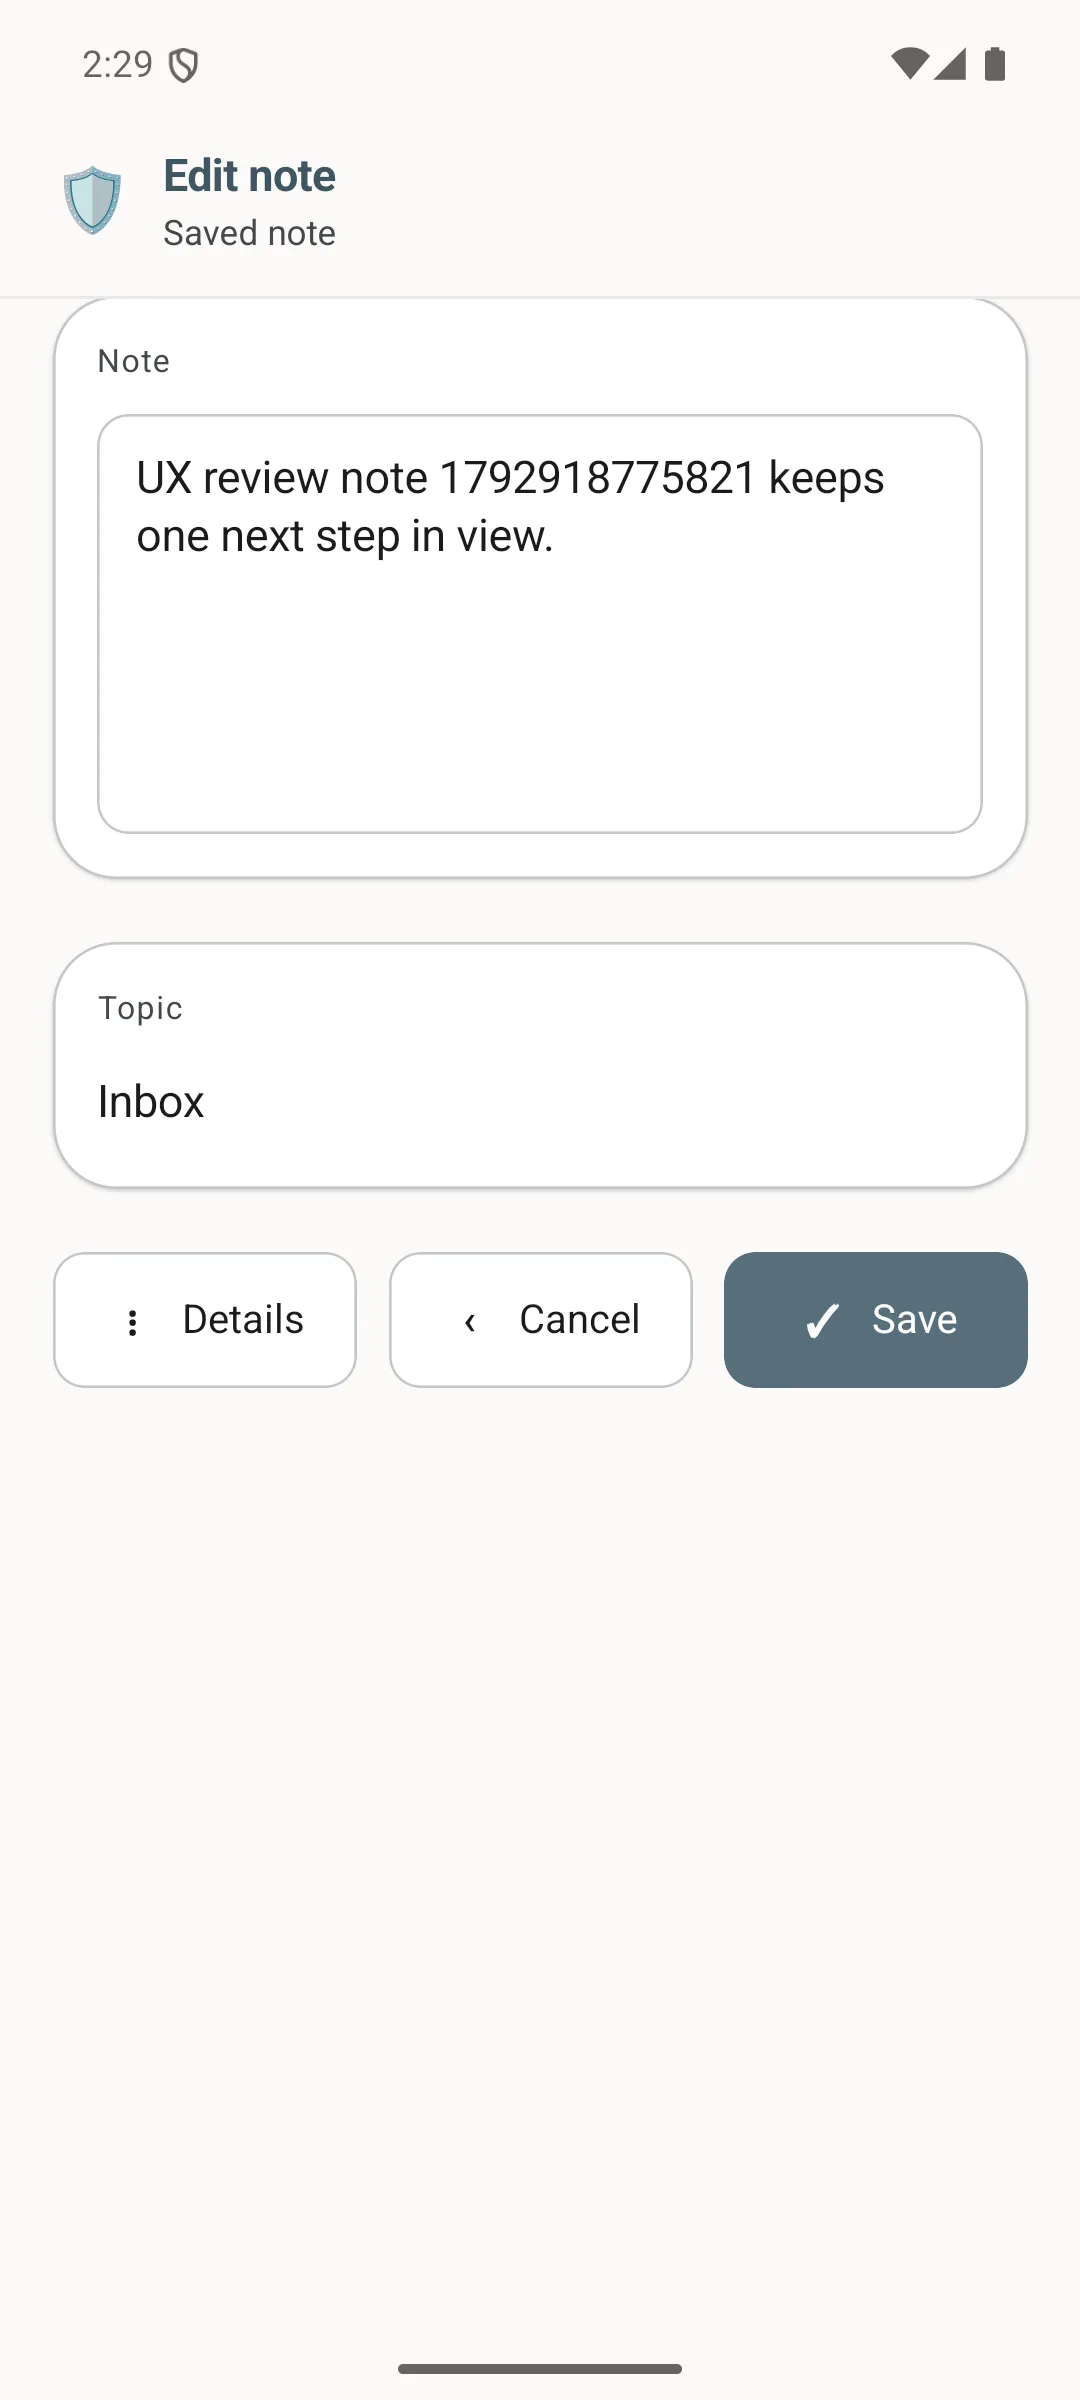 2:29
Edit note
Saved note
Note
UX review note 1792918775821 keeps
one next step in view.
Topic
Inbox
Details
Cancel
Save